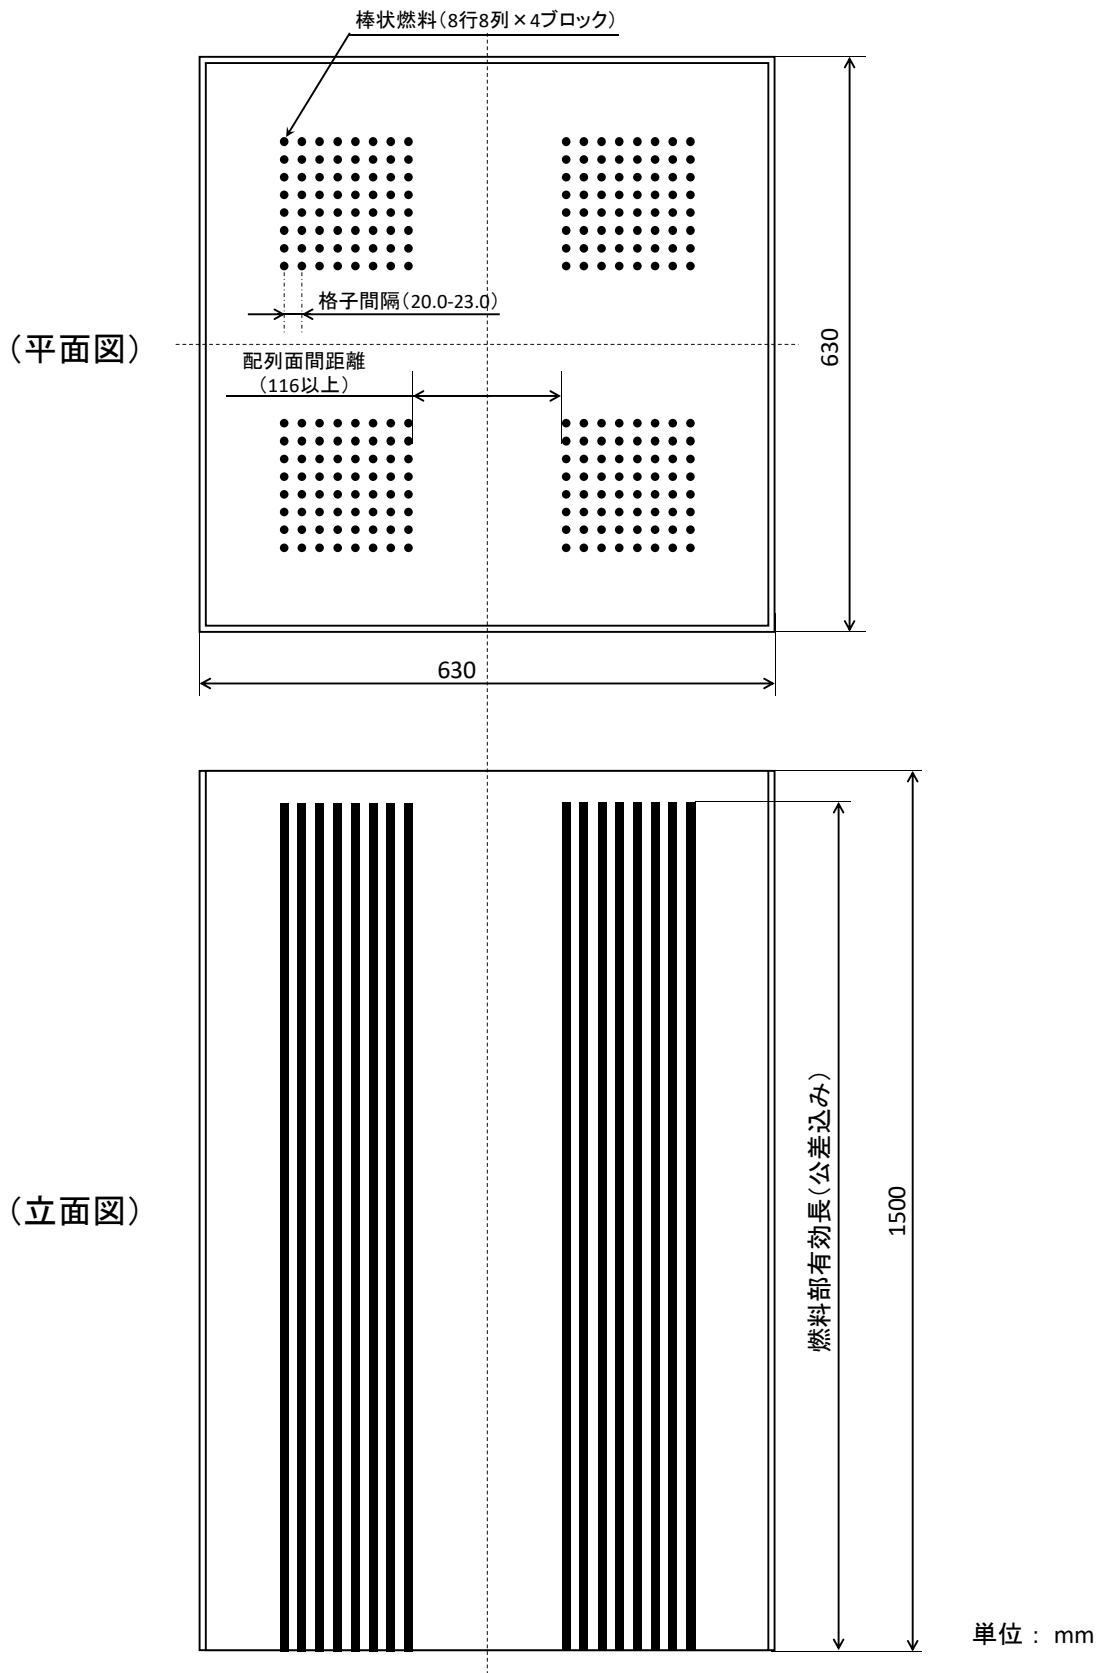 棒状燃料（8行8列×4ブロック）
格子間隔（20.0-23.0）
（平面図）
配列面間距離
（116以上）
630
630
（立面図）
燃料部有効長（公差込み）
1500
単位： mm